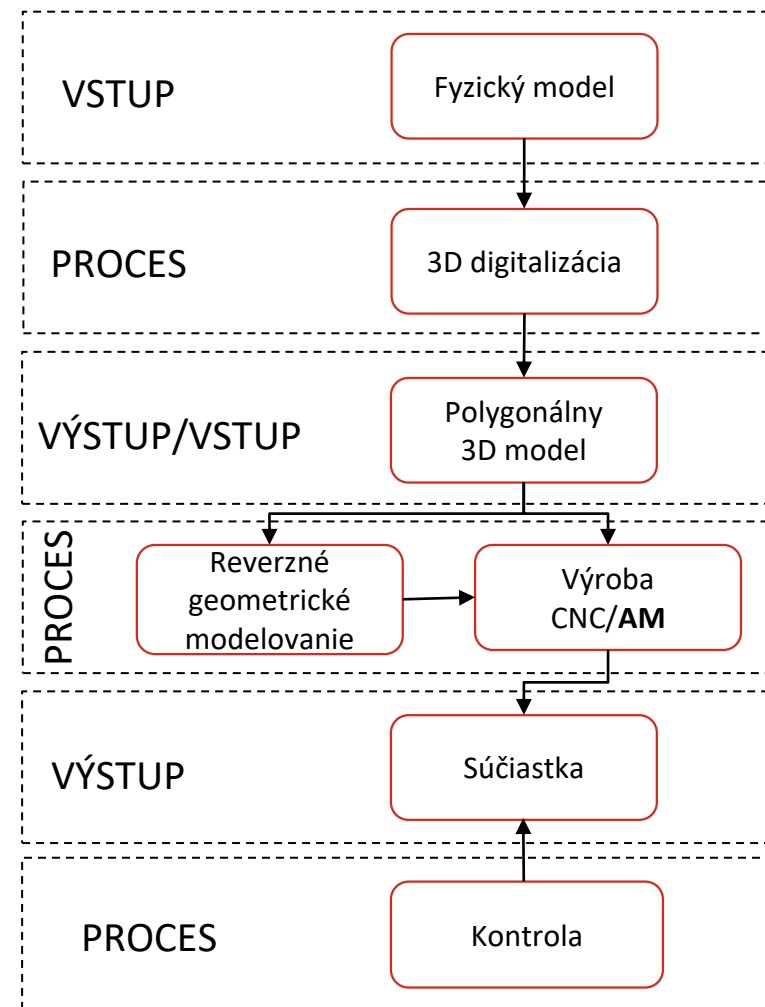 VSTUP
Fyzický model
PROCES
3D digitalizácia
VÝSTUP/VSTUP
Polygonálny
3D model
PROCES
Reverzné
geometrické
modelovanie
Výroba
CNC/AM
VÝSTUP
Súčiastka
PROCES
Kontrola